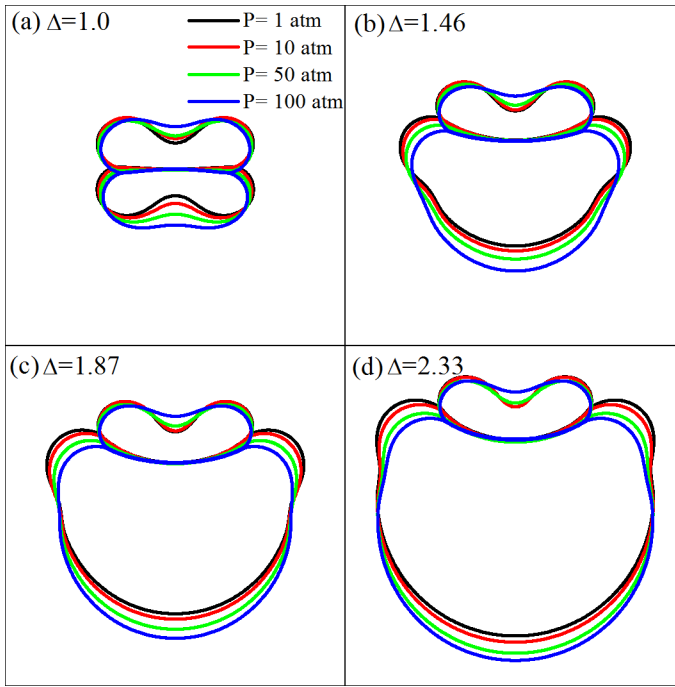 (a) Δ=1.0
P= 1 atm
P= 10 atm
P= 50 atm
P= 100 atm
(b) Δ=1.46
(c) Δ=1.87
(d) Δ=2.33